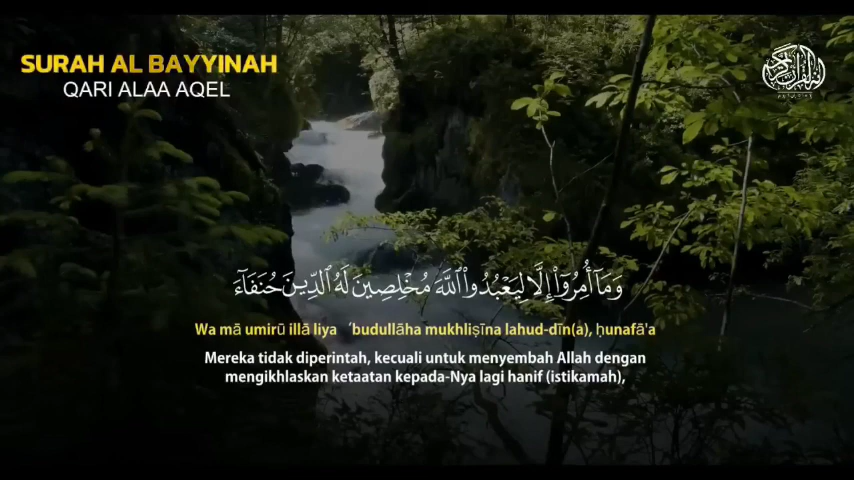 SURAH AL BAYYINAH
QARI ALAA AQEL
وَمَآ أُمِرُوٓا۟ إِلَّا لِيَعْبُدُوا۟ ٱللَّهَ مُخْلِصِينَ لَهُ ٱلدِّينَ حُنَفَآءَ
Wa mā umirū illā liya ‘budullāha mukhliṣīna lahud-dīn(a), ḥunafā'a
Mereka tidak diperintah, kecuali untuk menyembah Allah dengan
mengikhlaskan ketaatan kepada-Nya lagi hanif (istikamah),